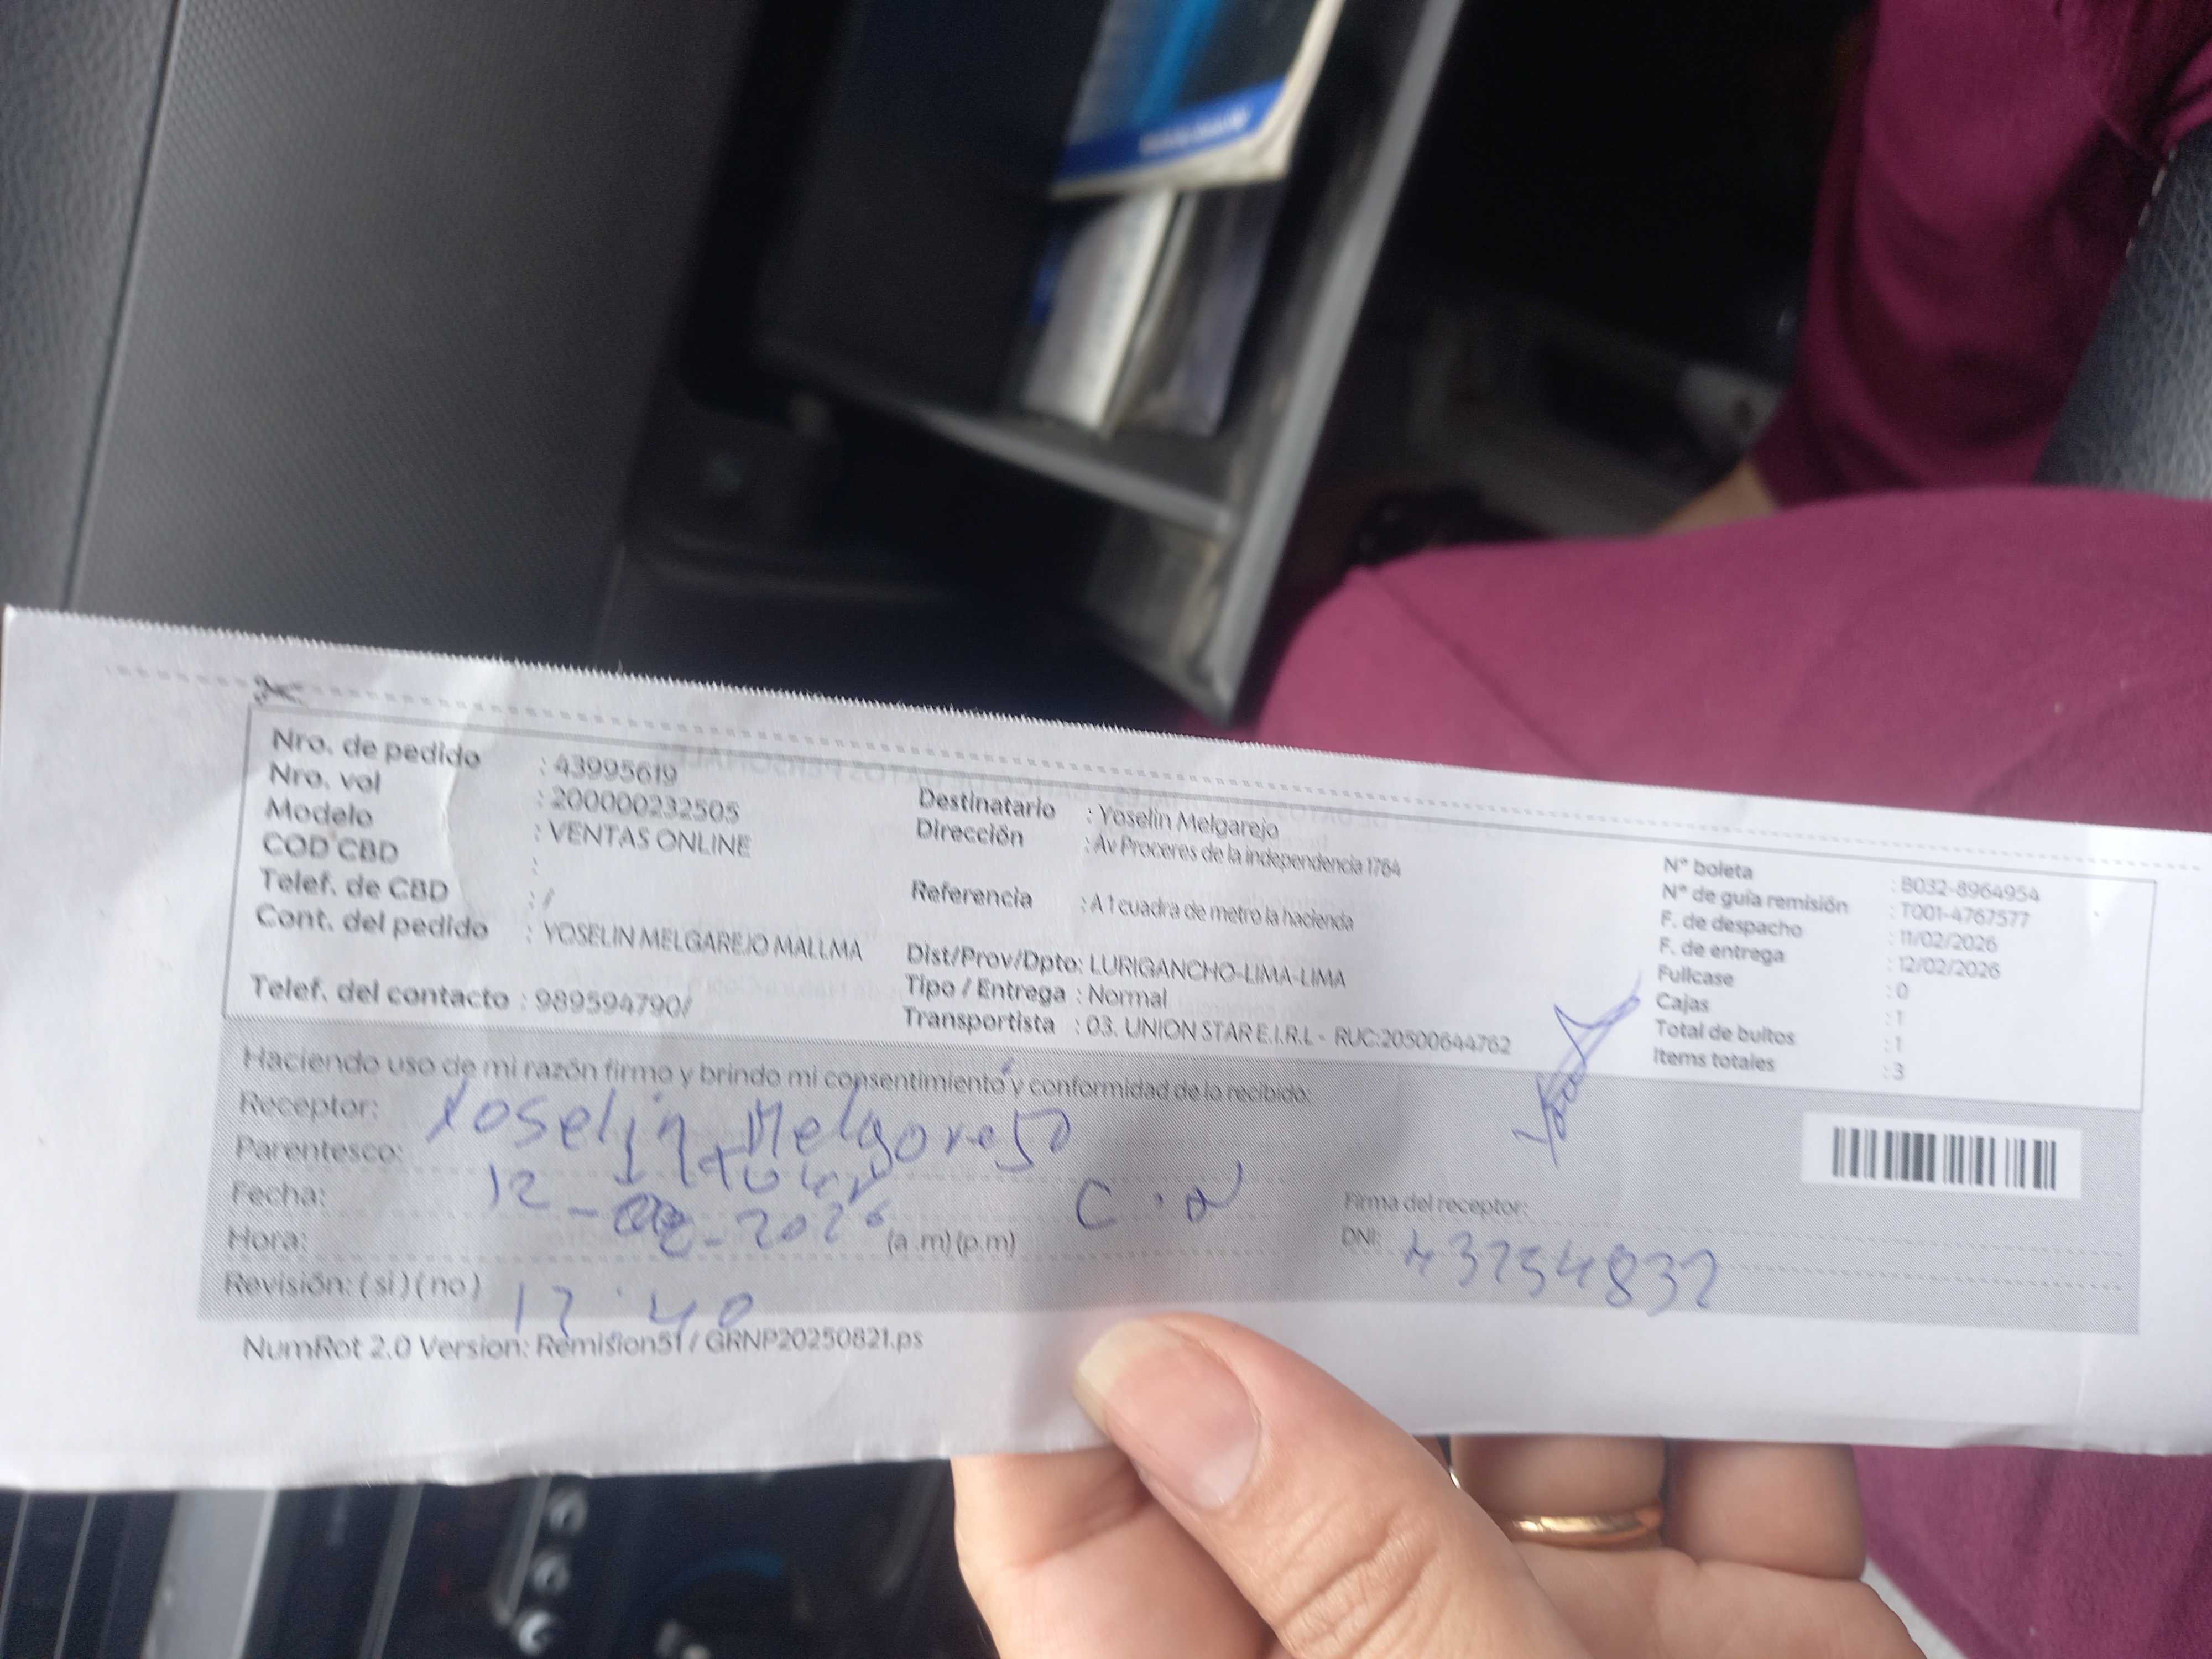 Nro. de pedido : 43995619
Nro. vol : 200000232505
Modelo : VENTAS ONLINE
COD CBD :
Telef. de CBD : /
Cont. del pedido : YOSELIN MELGAREJO MALLMA
Telef. del contacto : 989594790/
Destinatario : Yoselin Melgarejo
Dirección : Av Proceres de la independencia 1764
Referencia : A 1 cuadra de metro la hacienda
Dist/Prov/Dpto: LURIGANCHO-LIMA-LIMA
Tipo / Entrega : Normal
Transportista : 03. UNION STAR E.I.R.L - RUC:20500644762
N° boleta : B032-8964954
N° de guía remisión : T001-4767577
F. de despacho : 11/02/2026
F. de entrega : 12/02/2026
Fullcase : 0
Cajas : 1
Total de bultos : 1
Items totales : 3
Haciendo uso de mi razón firmo y brindo mi consentimiento y conformidad de lo recibido:
Receptor: Yoselin Melgarejo
Parentesco: titular
Fecha: 12-02-2026
Hora: (a .m) (p.m)
Revisión: ( si ) ( no ) 12:40
Firma del receptor:
DNI: 43254832
NumRot 2.0 Version: Remision51 / GRNP20250821.ps